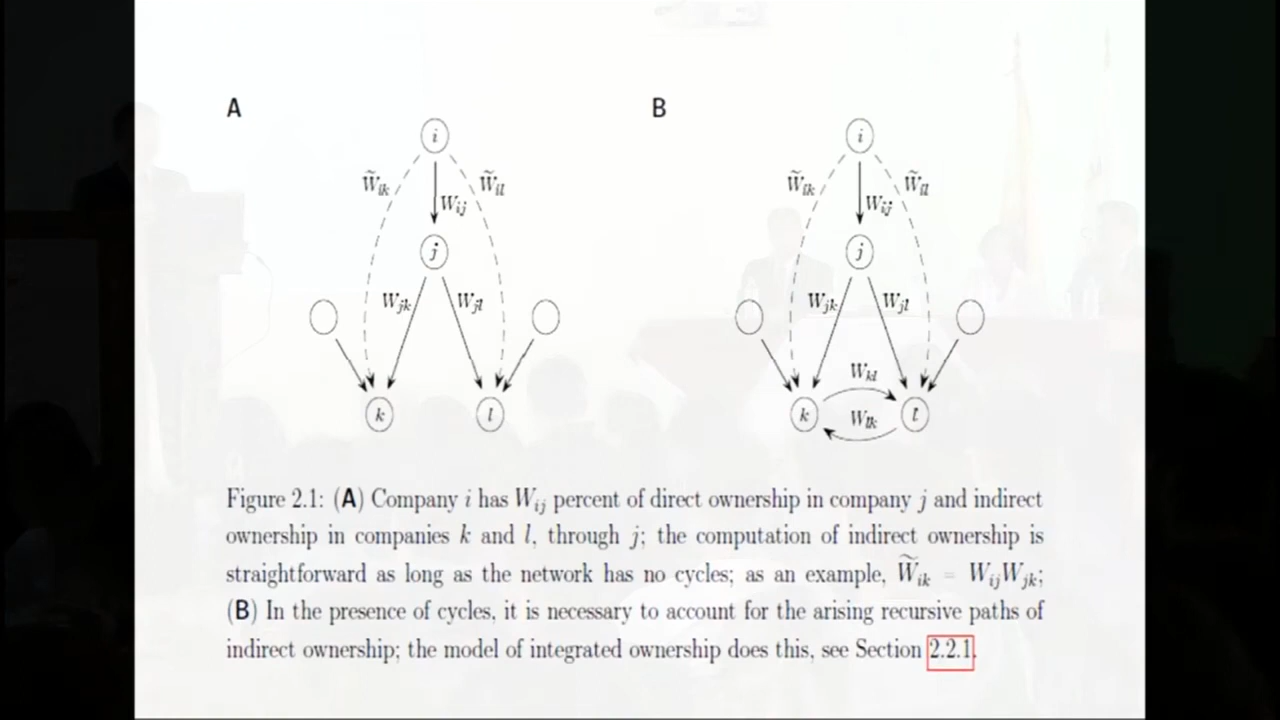 A
B
i
i
W̃ik
W̃il
W̃ik
W̃il
Wij
Wij
j
j
Wjk
Wjl
Wjk
Wjl
Wkl
k
l
k
Wlk
l
Figure 2.1: (A) Company i has Wij percent of direct ownership in company j and indirect
ownership in companies k and l, through j; the computation of indirect ownership is
straightforward as long as the network has no cycles; as an example, W̃ik = WijWjk;
(B) In the presence of cycles, it is necessary to account for the arising recursive paths of
indirect ownership; the model of integrated ownership does this, see Section 2.2.1.